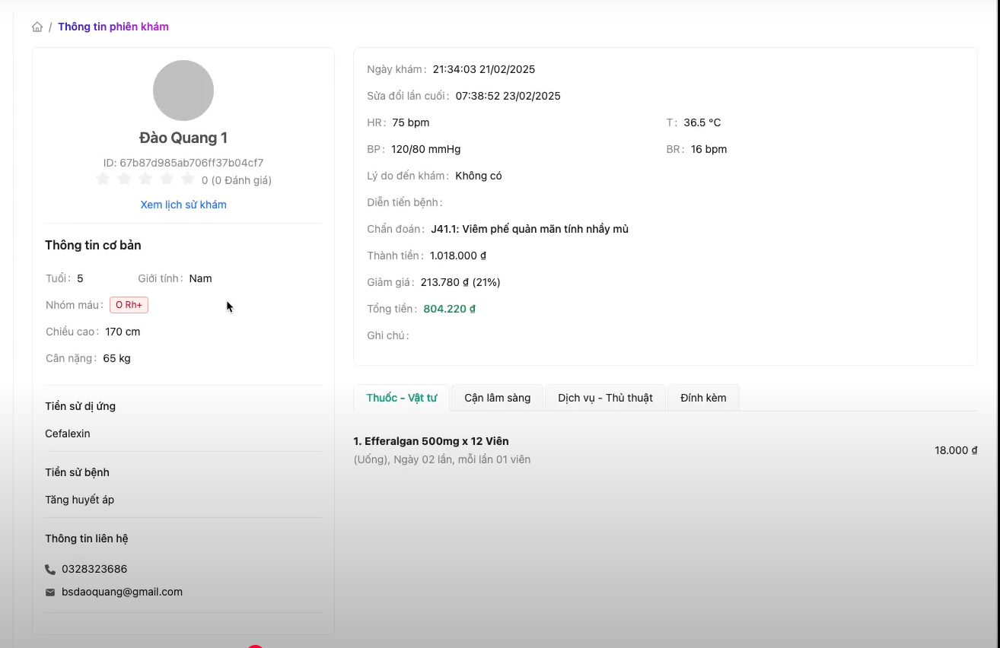 / Thông tin phiên khám
Đào Quang 1
ID: 67b87d985ab706ff37b04cf7
0 (0 Đánh giá)
Xem lịch sử khám
Thông tin cơ bản
Tuổi: 5 Giới tính: Nam
Nhóm máu: O Rh+
Chiều cao: 170 cm
Cân nặng: 65 kg
Tiền sử dị ứng
Cefalexin
Tiền sử bệnh
Tăng huyết áp
Thông tin liên hệ
0328323686
bsdaoquang@gmail.com
Ngày khám: 21:34:03 21/02/2025
Sửa đổi lần cuối: 07:38:52 23/02/2025
HR: 75 bpm T: 36.5 °C
BP: 120/80 mmHg BR: 16 bpm
Lý do đến khám: Không có
Diễn tiến bệnh:
Chẩn đoán: J41.1: Viêm phế quản mãn tính nhầy mủ
Thành tiền: 1.018.000 ₫
Giảm giá: 213.780 ₫ (21%)
Tổng tiền: 804.220 ₫
Ghi chú:
Thuốc - Vật tư Cận lâm sàng Dịch vụ - Thủ thuật Đính kèm
1. Efferalgan 500mg x 12 Viên
(Uống), Ngày 02 lần, mỗi lần 01 viên
18.000 ₫